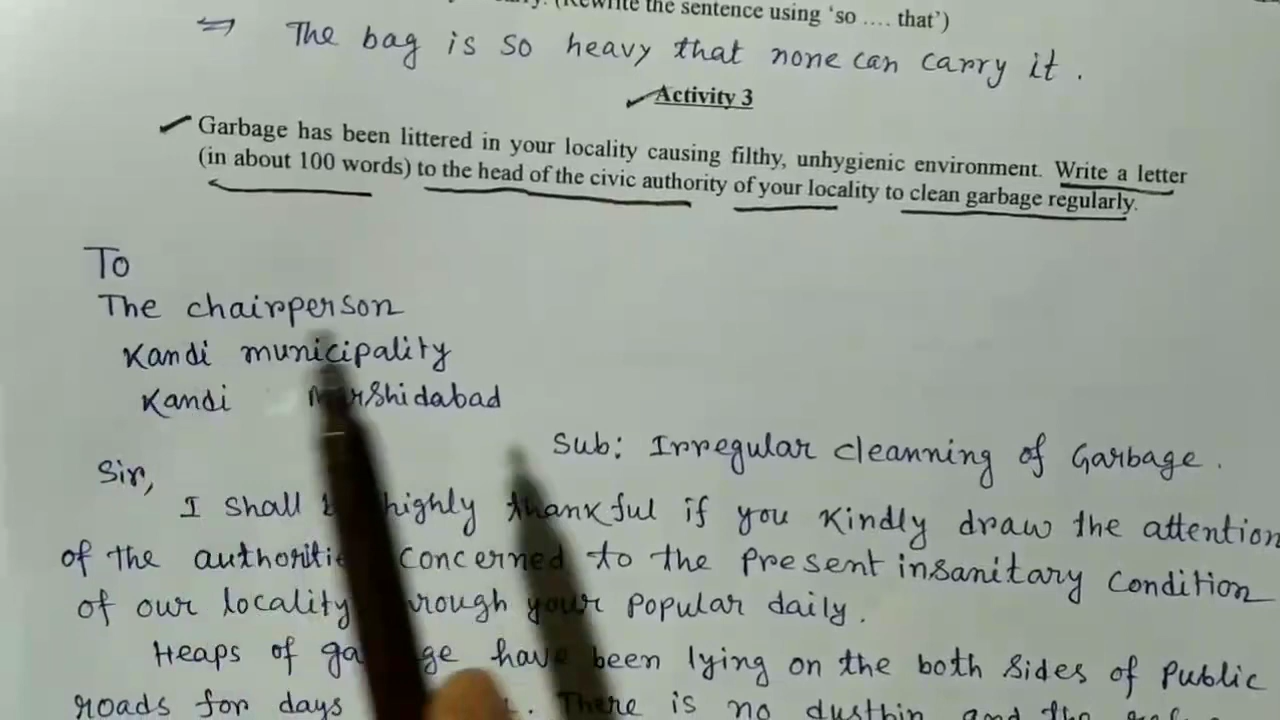 (Rewrite the sentence using ‘so .... that’)
⇒ The bag is so heavy that none can carry it.
Activity 3
Garbage has been littered in your locality causing filthy, unhygienic environment. Write a letter
(in about 100 words) to the head of the civic authority of your locality to clean garbage regularly.
To
The chairperson
Kandi municipality
Kandi Murshidabad
Sub: Irregular cleanning of Garbage.
Sir,
I shall highly thankful if you kindly draw the attention
of the concerned to the present insanitary condition
of our locality through your popular daily.
Heaps of have been lying on the both sides of public
roads for days There is no dustbin and the